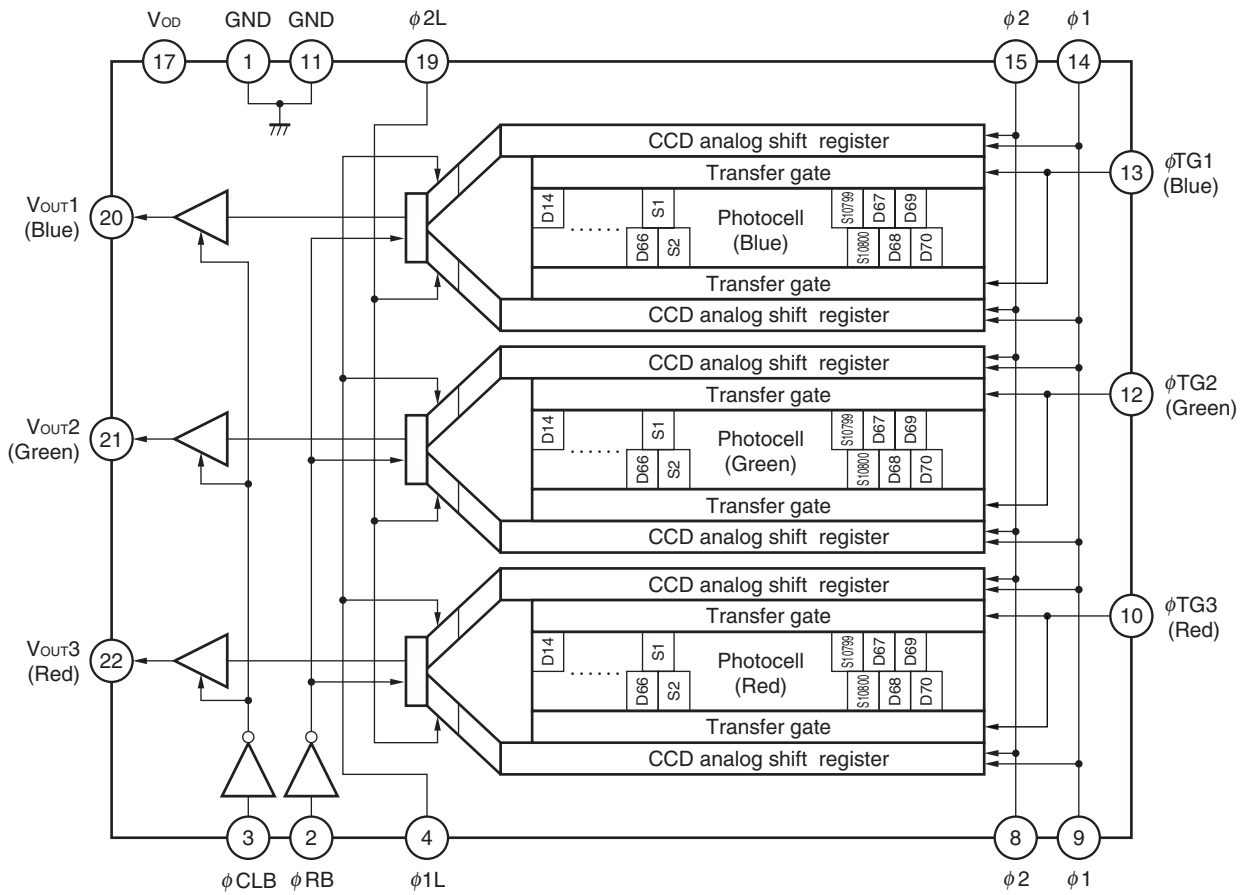 VOD GND GND φ2L φ2 φ1
17 1 11 19 15 14
CCD analog shift register
Transfer gate
13 φTG1
(Blue)
D14 S1 S10799 D67 D69
Photocell
(Blue)
...... D66 S2 S10800 D68 D70
VOUT1
(Blue)
20
Transfer gate
CCD analog shift register
CCD analog shift register
Transfer gate
12 φTG2
(Green)
D14 S1 S10799 D67 D69
Photocell
(Green)
...... D66 S2 S10800 D68 D70
VOUT2
(Green)
21
Transfer gate
CCD analog shift register
CCD analog shift register
Transfer gate
10 φTG3
(Red)
D14 S1 S10799 D67 D69
Photocell
(Red)
...... D66 S2 S10800 D68 D70
VOUT3
(Red)
22
Transfer gate
CCD analog shift register
3 2 4 8 9
φCLB φRB φ1L φ2 φ1